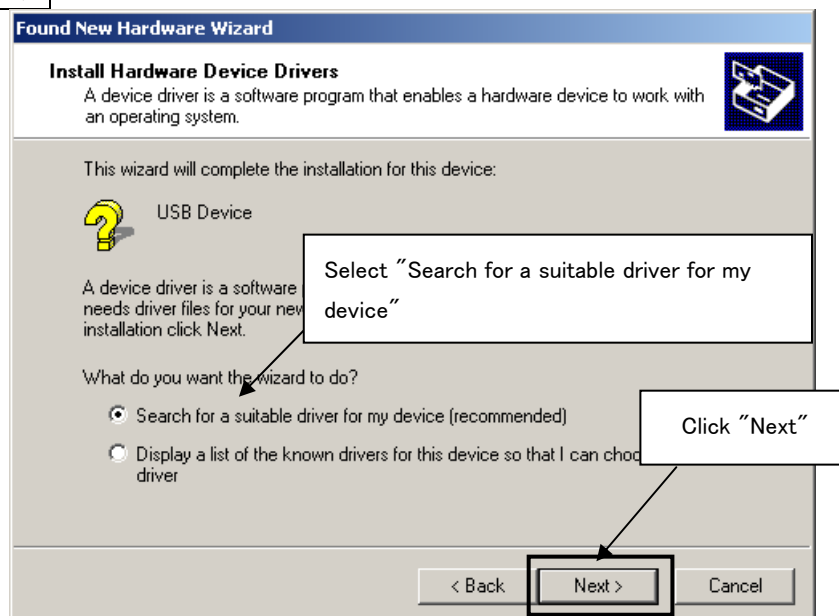 Found New Hardware Wizard
Install Hardware Device Drivers
A device driver is a software program that enables a hardware device to work with
an operating system.
This wizard will complete the installation for this device:
USB Device
Select "Search for a suitable driver for my
device"
A device driver is a software
needs driver files for your new
installation click Next.
What do you want the wizard to do?
Search for a suitable driver for my device (recommended)
Click "Next"
Display a list of the known drivers for this device so that I can
driver
< Back Next > Cancel